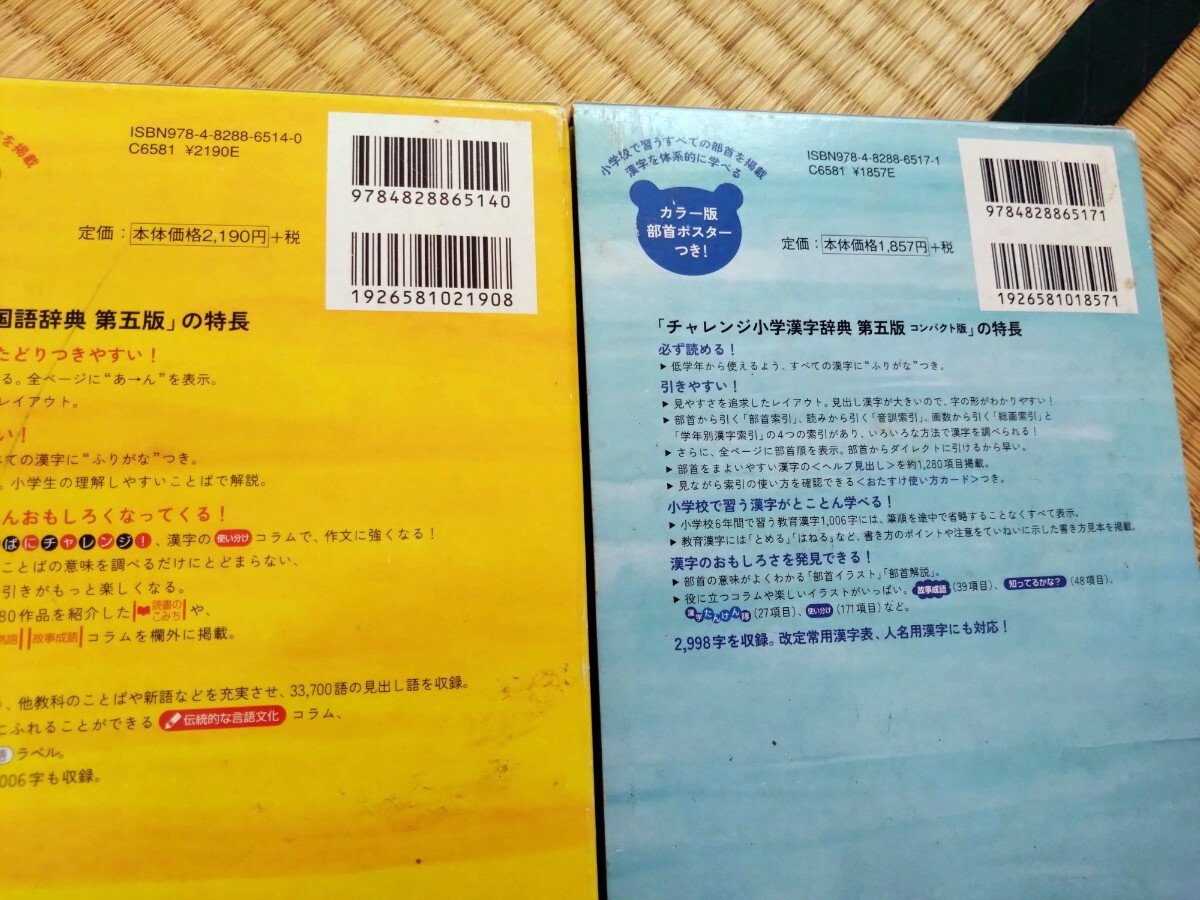 を掲載
ISBN978-4-8288-6514-0
C6581 ¥2190E
9784828865140
定価：本体価格2,190円+税
1926581021908
国語辞典 第五版」の特長
たどりつきやすい！
る。全ページに“あ→ん”を表示。
レイアウト。
い！
べての漢字に“ふりがな”つき。
。小学生の理解しやすいことばで解説。
んおもしろくなってくる！
ばにチャレンジ！、漢字の使い分けコラムで、作文に強くなる！
ことばの意味を調べるだけにとどまらない、
引きがもっと楽しくなる。
80作品を紹介した読書のこみちや、
熟語 故事成語 コラムを欄外に掲載。
、他教科のことばや新語などを充実させ、33,700語の見出し語を収録。
にふれることができる 伝統的な言語文化 コラム、
語 ラベル。
,006字も収録。
小学校で習うすべての部首を掲載
漢字を体系的に学べる
カラー版
部首ポスター
つき！
ISBN978-4-8288-6517-1
C6581 ¥1857E
9784828865171
定価：本体価格1,857円+税
1926581018571
「チャレンジ小学漢字辞典 第五版 コンパクト版」の特長
必ず読める！
▶ 低学年から使えるよう、すべての漢字に“ふりがな”つき。
引きやすい！
▶ 見やすさを追求したレイアウト。見出し漢字が大きいので、字の形がわかりやすい！
▶ 部首から引く「部首索引」、読みから引く「音訓索引」、画数から引く「総画索引」と
「学年別漢字索引」の4つの索引があり、いろいろな方法で漢字を調べられる！
▶ さらに、全ページに部首順を表示。部首からダイレクトに引けるから早い。
▶ 部首をまよいやすい漢字の＜ヘルプ見出し＞を約1,280項目掲載。
▶ 見ながら索引の使い方を確認できる＜おたすけ使い方カード＞つき。
小学校で習う漢字がとことん学べる！
▶ 小学校6年間で習う教育漢字1,006字には、筆順を途中で省略することなくすべて表示。
▶ 教育漢字には「とめる」「はねる」など、書き方のポイントや注意をていねいに示した書き方見本を掲載。
漢字のおもしろさを発見できる！
▶ 部首の意味がよくわかる「部首イラスト」「部首解説」。
▶ 役に立つコラムや楽しいイラストがいっぱい。故事成語（39項目）、知ってるかな？（48項目）、
漢字たんけん隊（27項目）、使い分け（171項目）など。
2,998字を収録。改定常用漢字表、人名用漢字にも対応！